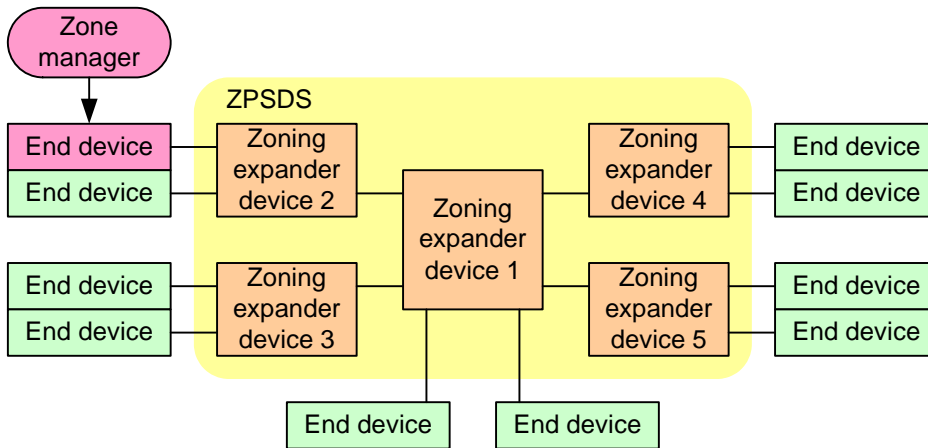 Zone
manager
ZPSDS
End device
End device
Zoning
expander
device 2
Zoning
expander
device 4
End device
End device
Zoning
expander
device 1
End device
End device
Zoning
expander
device 3
Zoning
expander
device 5
End device
End device
End device
End device